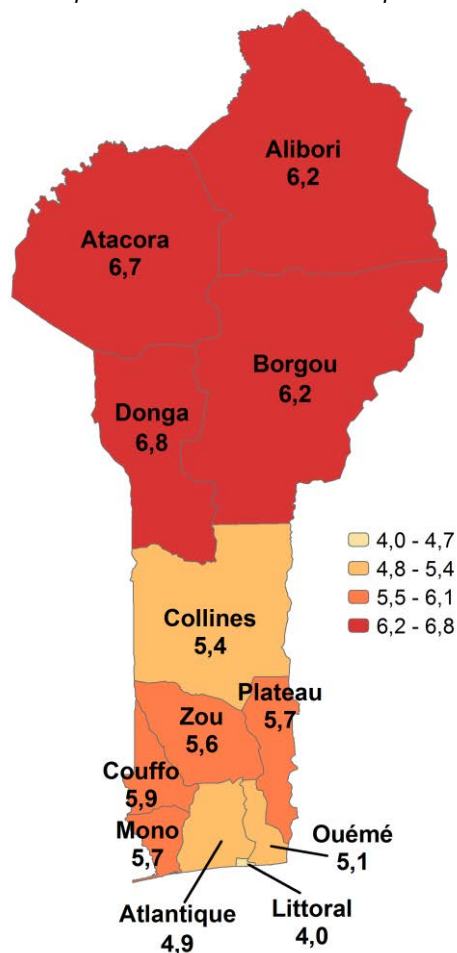 Alibori
6,2
Atacora
6,7
Borgou
6,2
Donga
6,8
4,0 - 4,7
4,8 - 5,4
5,5 - 6,1
6,2 - 6,8
Collines
5,4
Plateau
5,7
Zou
5,6
Couffo
5,9
Mono
5,7
Ouémé
5,1
Atlantique
4,9
Littoral
4,0